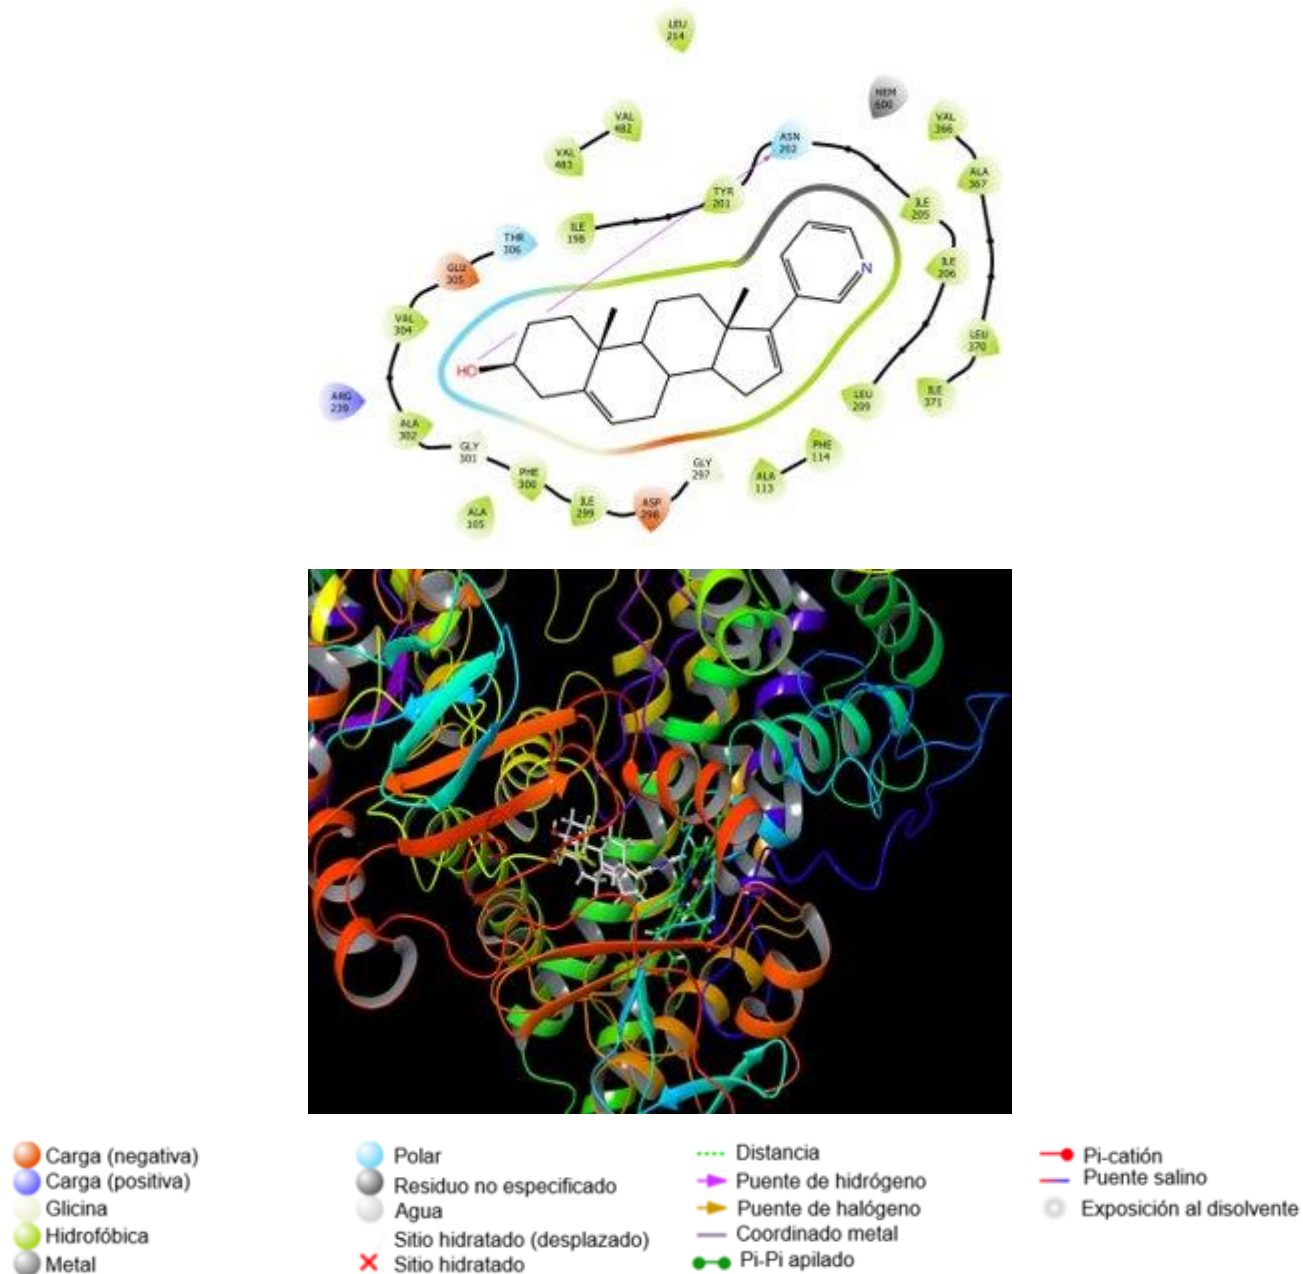 LEU
214
HEM
600
VAL
482
VAL
366
ASN
202
VAL
483
ALA
367
TYR
201
ILE
205
ILE
198
THR
306
GLU
305
ILE
206
N
VAL
304
LEU
370
HO
ARG
239
LEU
209
ILE
371
ALA
302
GLY
301
PHE
114
PHE
300
GLY
297
ALA
113
ILE
299
ASP
298
ALA
105
Carga (negativa)
Carga (positiva)
Glicina
Hidrofóbica
Metal
Polar
Residuo no especificado
Agua
Sitio hidratado (desplazado)
Sitio hidratado
Distancia
Puente de hidrógeno
Puente de halógeno
Coordinado metal
Pi-Pi apilado
Pi-catión
Puente salino
Exposición al disolvente